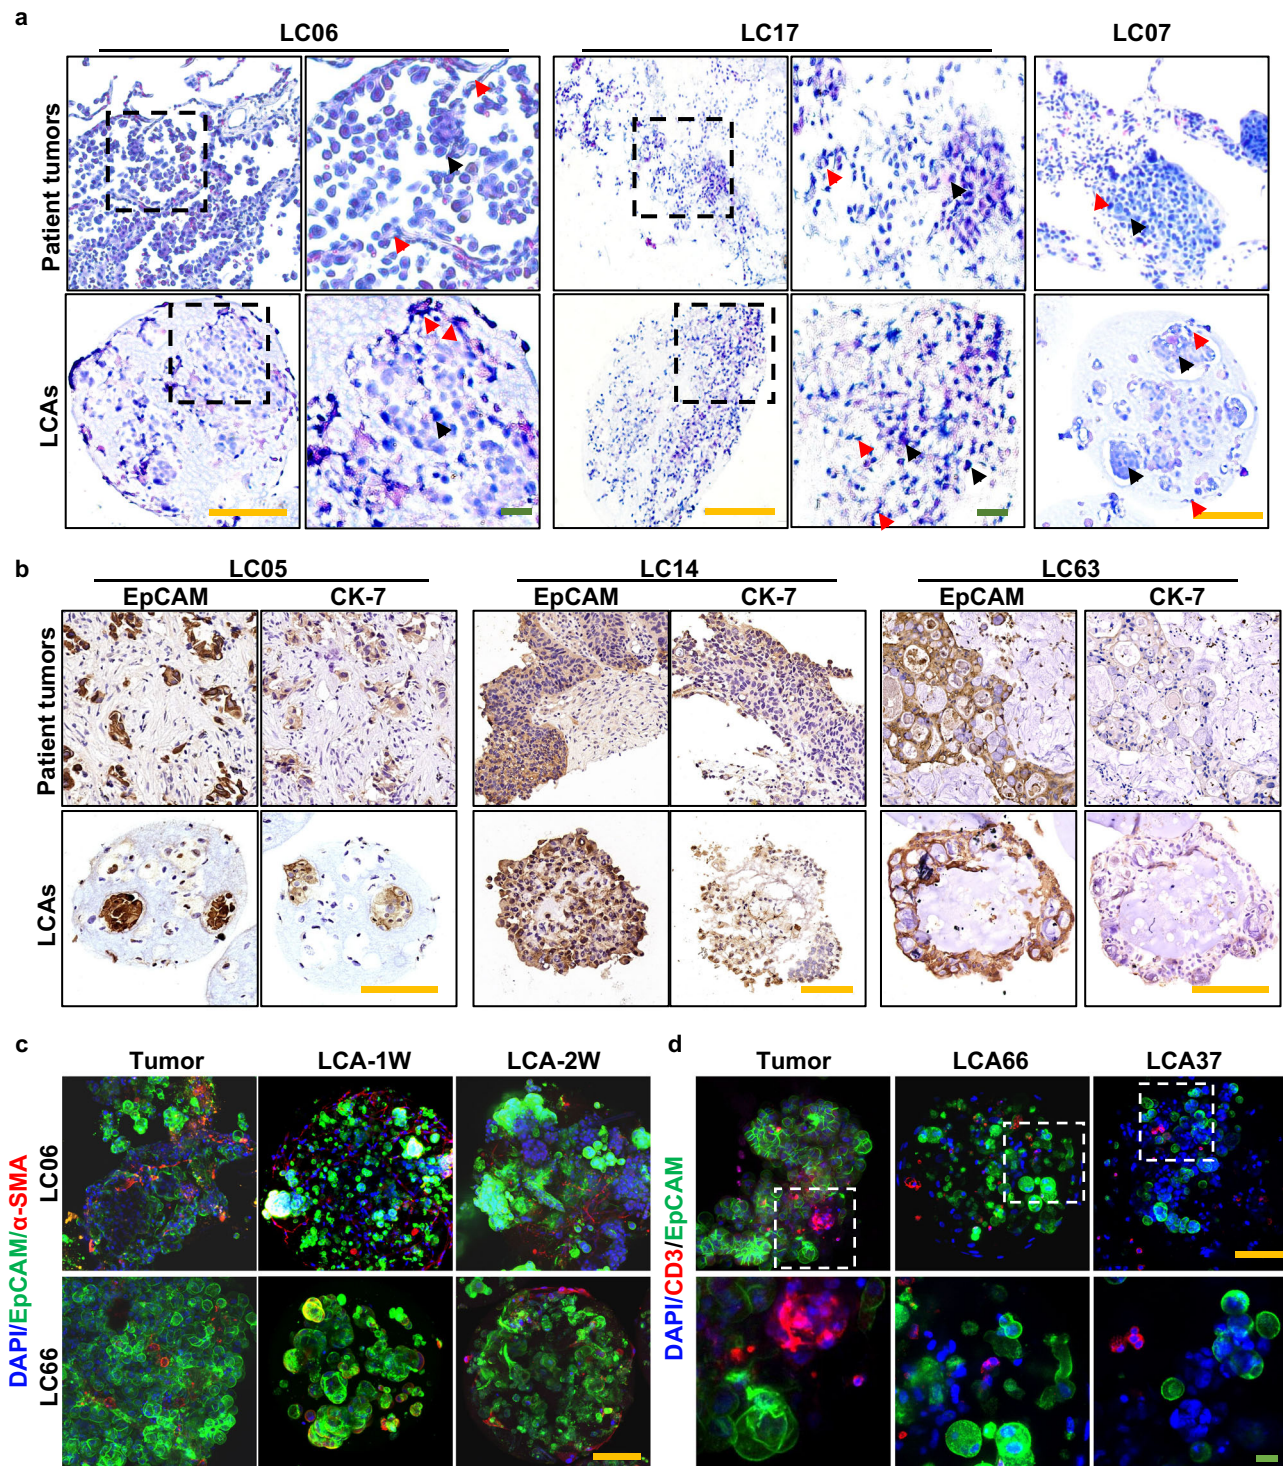 a
LC06 LC17 LC07
Patient tumors
LCAs
b
LC05 LC14 LC63
EpCAM CK-7 EpCAM CK-7 EpCAM CK-7
Patient tumors
LCAs
c
Tumor LCA-1W LCA-2W
DAPI/EpCAM/α-SMA
LC06
LC66
d
Tumor LCA66 LCA37
DAPI/CD3/EpCAM